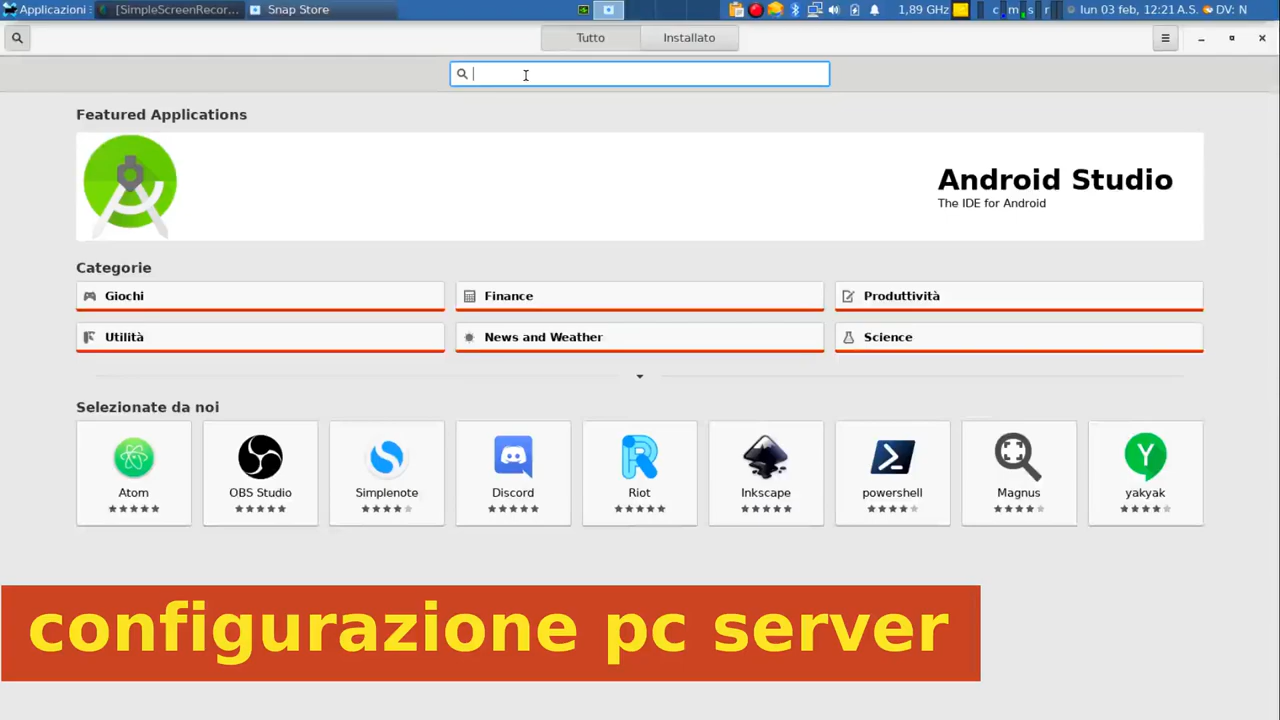 Applicazioni
[SimpleScreenRecor...
Snap Store
1,89 GHz
lun 03 feb, 12:21 A.S.
DV: N
Tutto
Installato
Featured Applications
Android Studio
The IDE for Android
Categorie
Giochi
Finance
Produttività
Utilità
News and Weather
Science
Selezionate da noi
Atom
OBS Studio
Simplenote
Discord
Riot
Inkscape
powershell
Magnus
yakyak
configurazione pc server